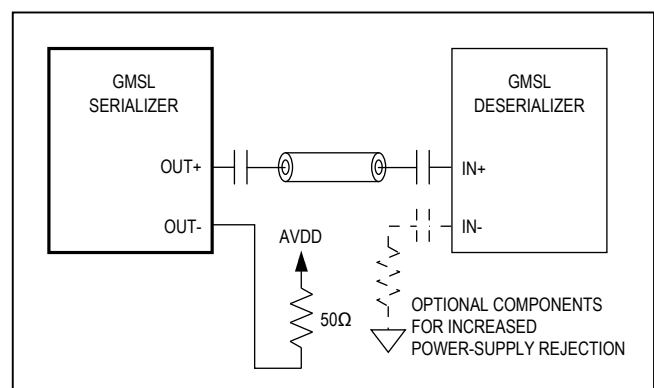 GMSL
SERIALIZER
GMSL
DESERIALIZER
OUT+
IN+
OUT-
AVDD
IN-
50Ω
OPTIONAL COMPONENTS
FOR INCREASED
POWER-SUPPLY REJECTION